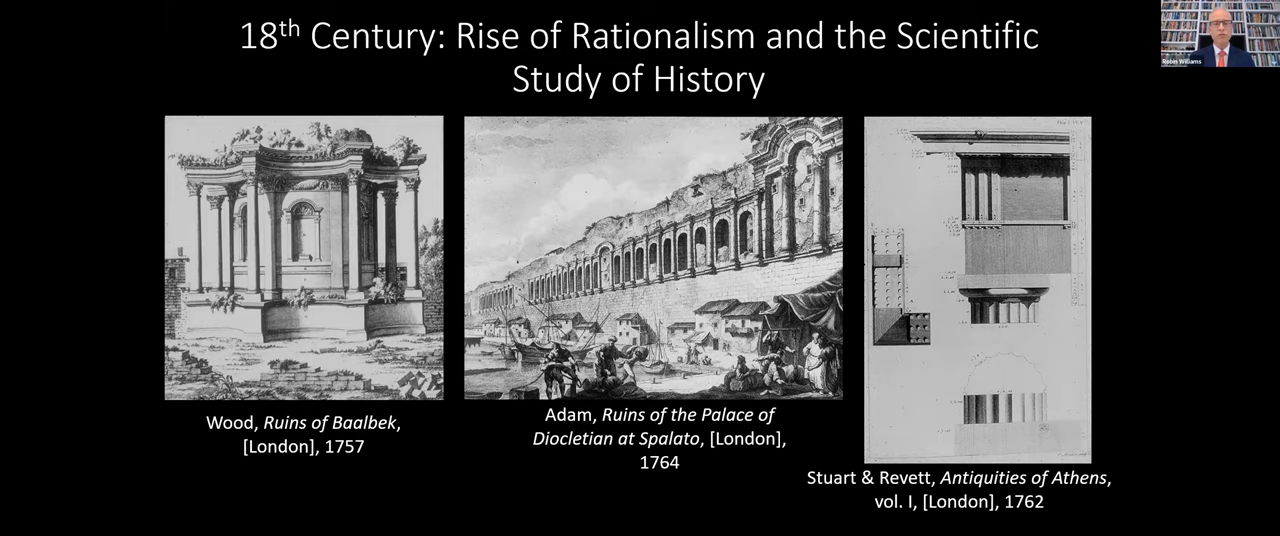 18th Century: Rise of Rationalism and the Scientific
Study of History
Robin Williams
Wood, Ruins of Baalbek,
[London], 1757
Adam, Ruins of the Palace of
Diocletian at Spalato, [London],
1764
Stuart & Revett, Antiquities of Athens,
vol. I, [London], 1762